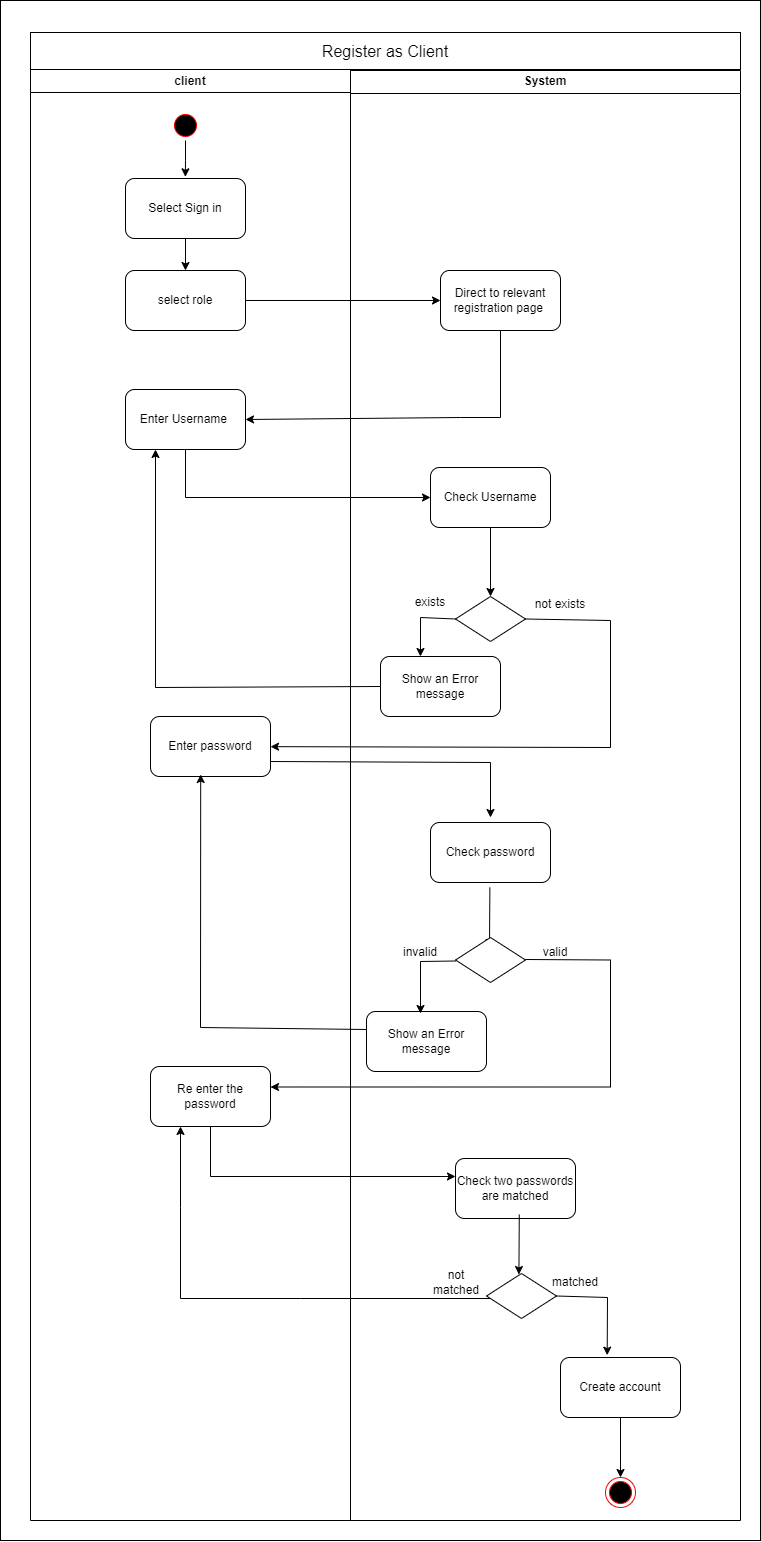 Register as Client
client
System
Select Sign in
select role
Direct to relevant
registration page
Enter Username
Check Username
exists
not exists
Show an Error
message
Enter password
Check password
invalid
valid
Show an Error
message
Re enter the
password
Check two passwords
are matched
not
matched
matched
Create account